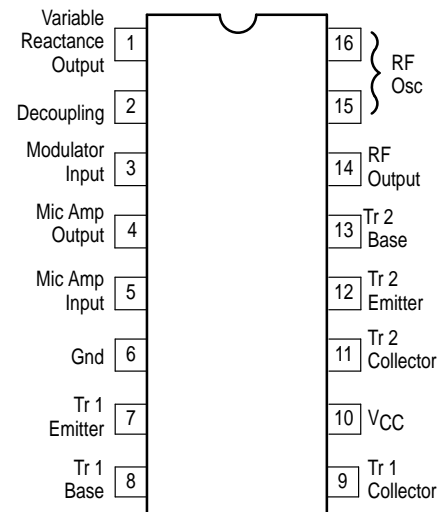 Variable
Reactance
Output
1
Decoupling
2
Modulator
Input
3
Mic Amp
Output
4
Mic Amp
Input
5
Gnd
6
Tr 1
Emitter
7
Tr 1
Base
8
16
15
RF
Osc
14
RF
Output
13
Tr 2
Base
12
Tr 2
Emitter
11
Tr 2
Collector
10
VCC
9
Tr 1
Collector